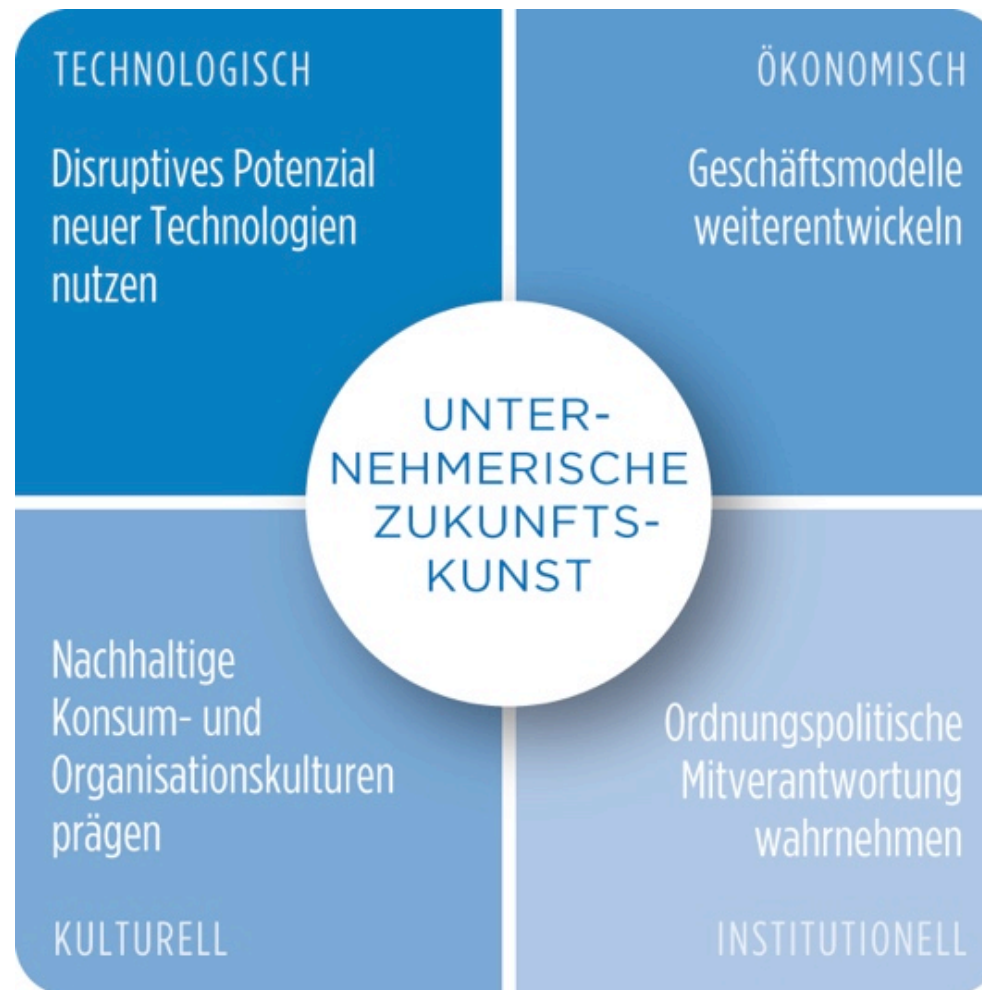 TECHNOLOGISCH
Disruptives Potenzial
neuer Technologien
nutzen
ÖKONOMISCH
Geschäftsmodelle
weiterentwickeln
UNTER-
NEHMERISCHE
ZUKUNFTS-
KUNST
Nachhaltige
Konsum- und
Organisationskulturen
prägen
KULTURELL
Ordnungspolitische
Mitverantwortung
wahrnehmen
INSTITUTIONELL